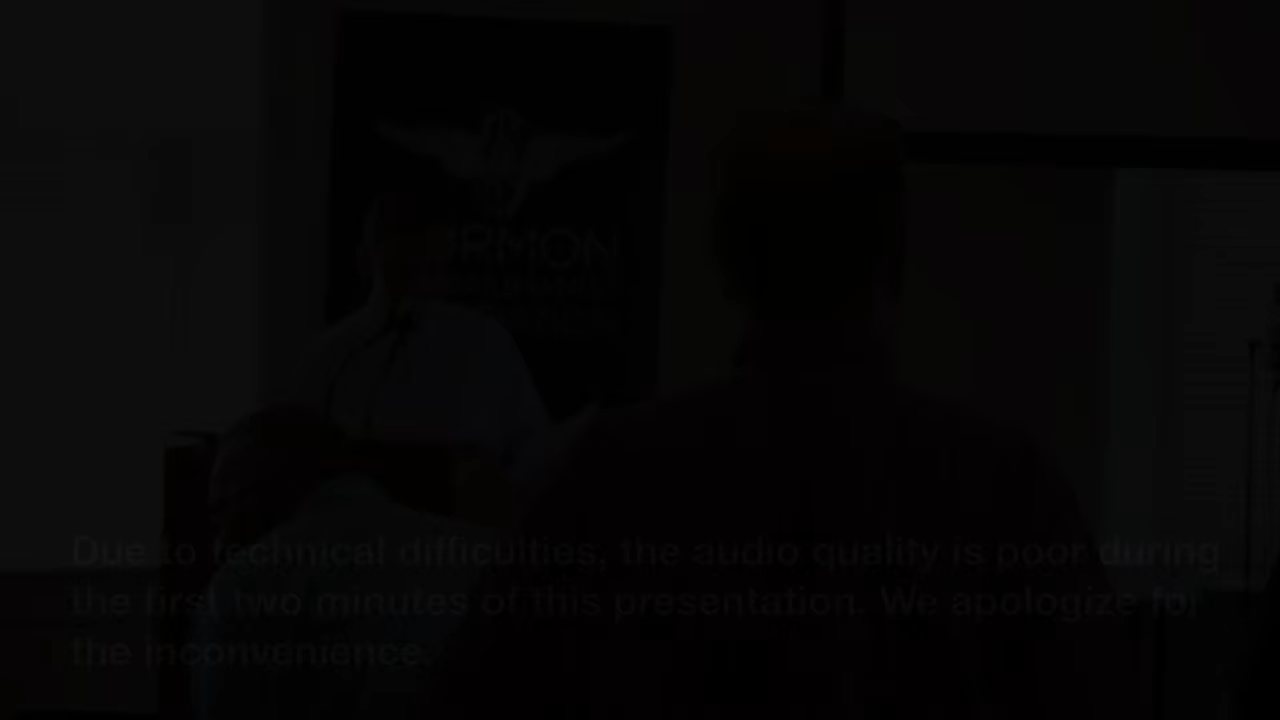 RMON
Due to technical difficulties, the audio quality is poor during
the first two minutes of this presentation. We apologize for
the inconvenience.